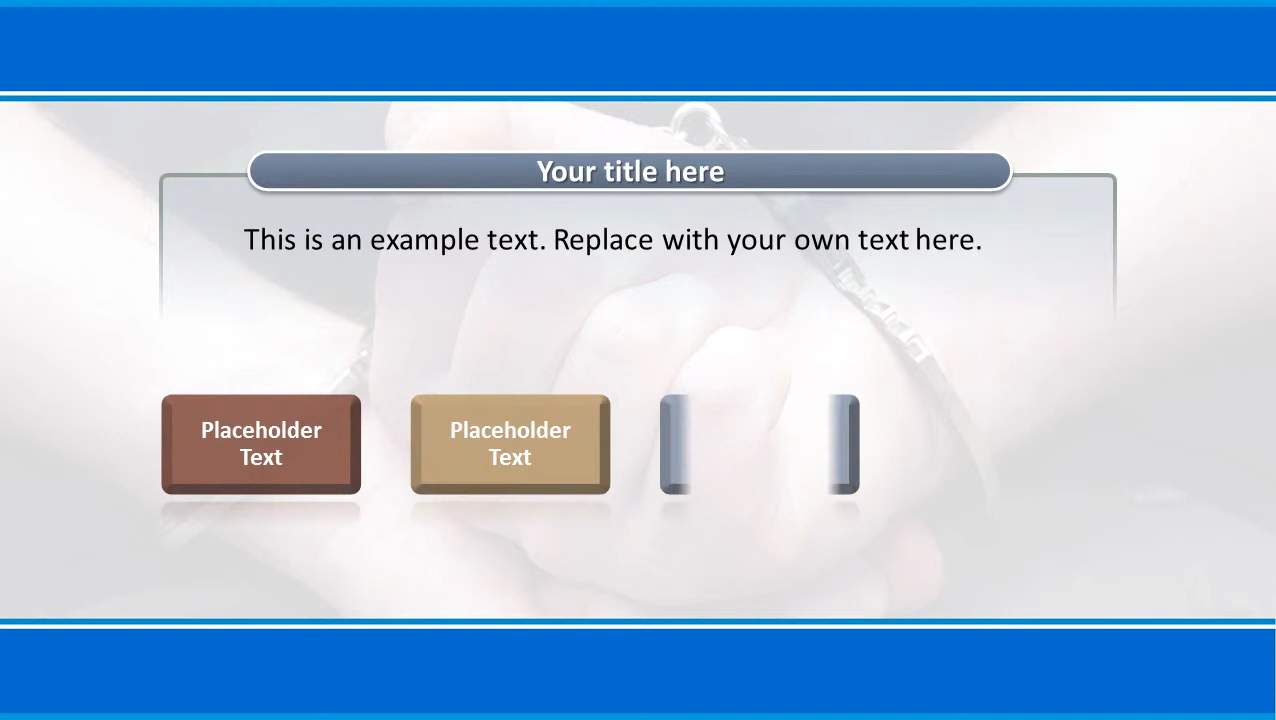 Your title here
This is an example text. Replace with your own text here.
Placeholder
Text
Placeholder
Text